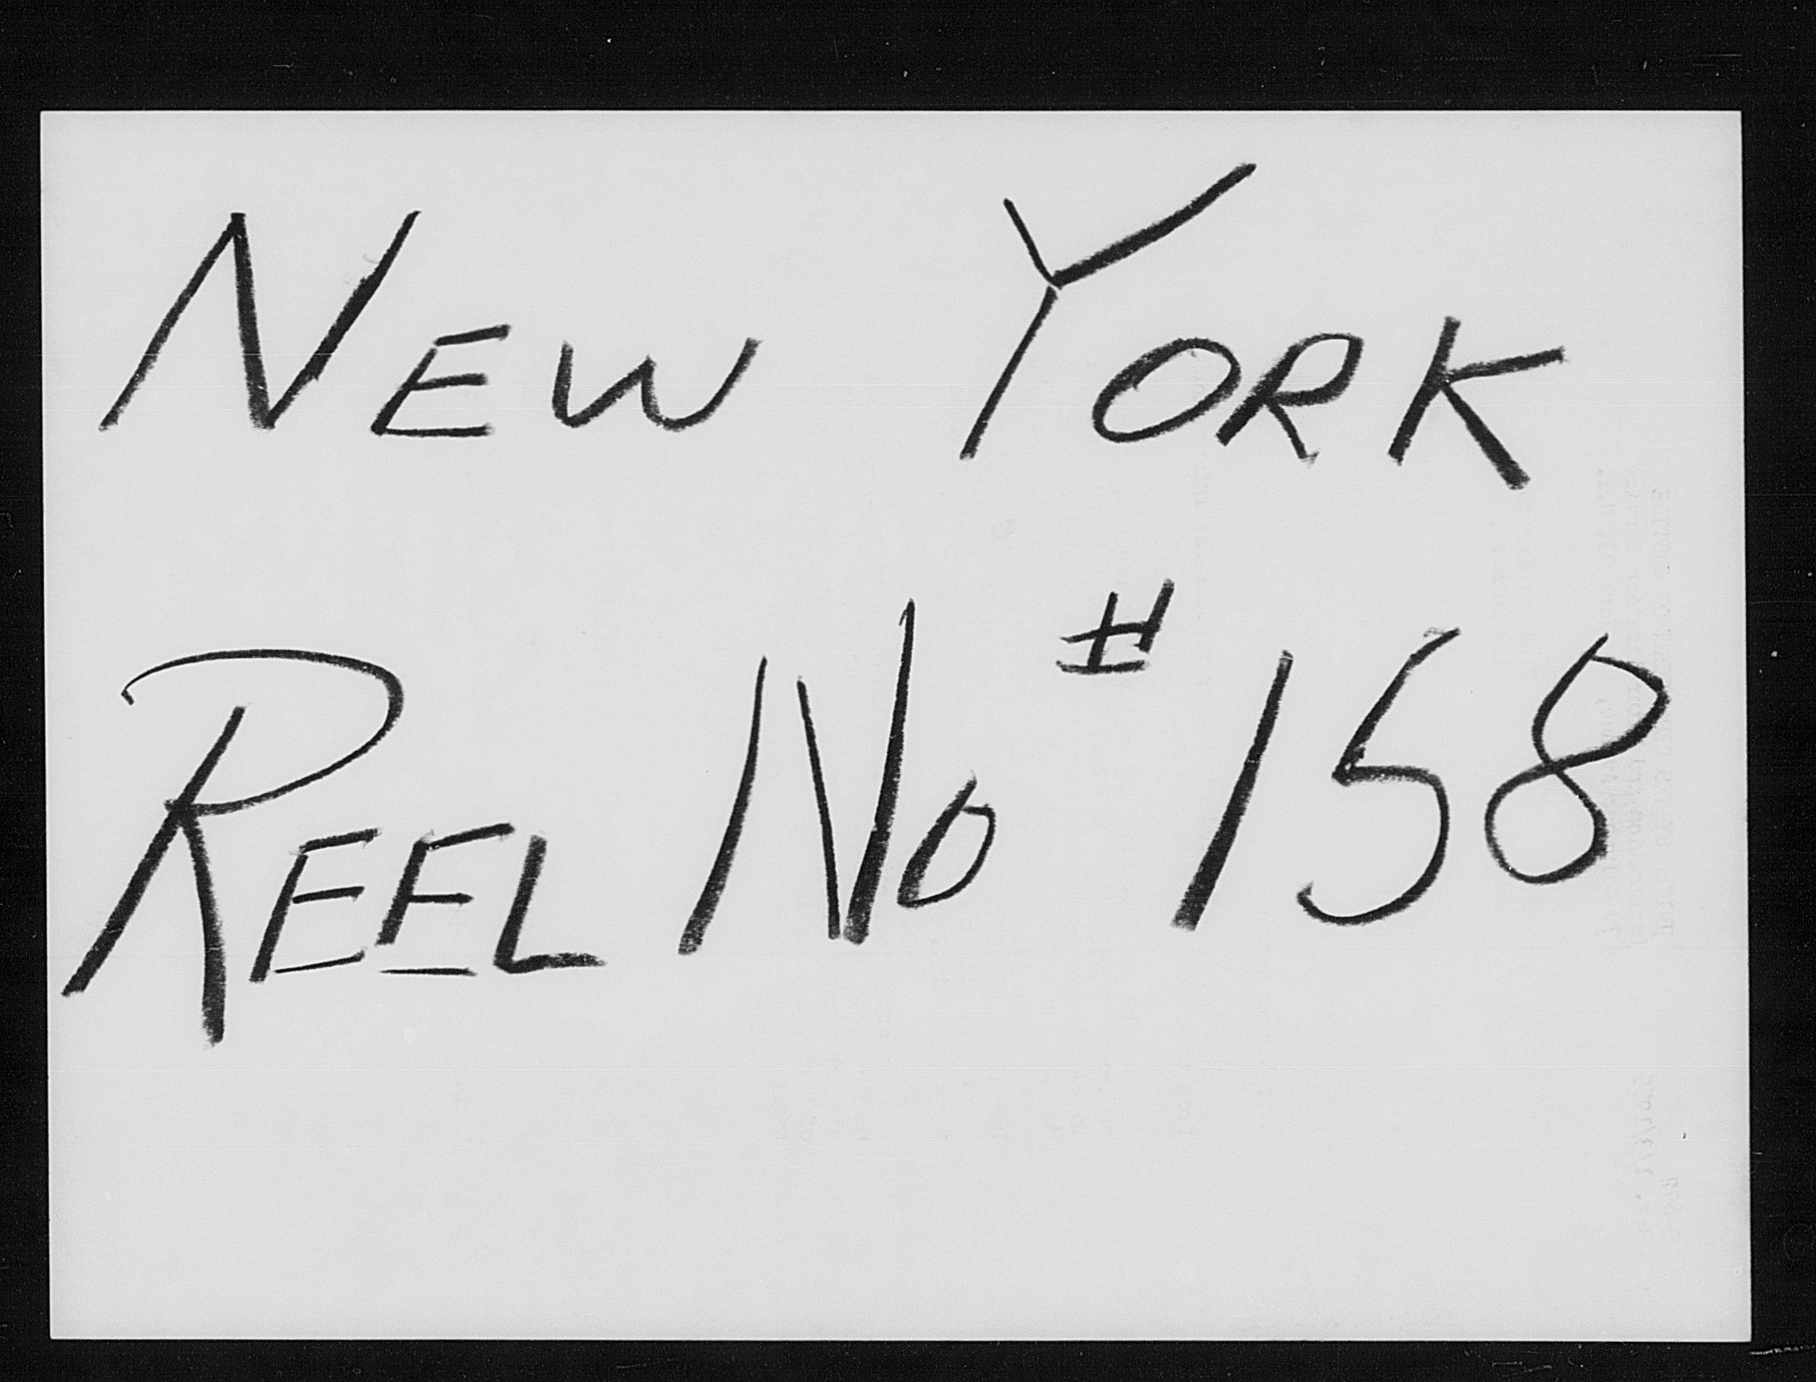 NEW YORK
REEL No # 158